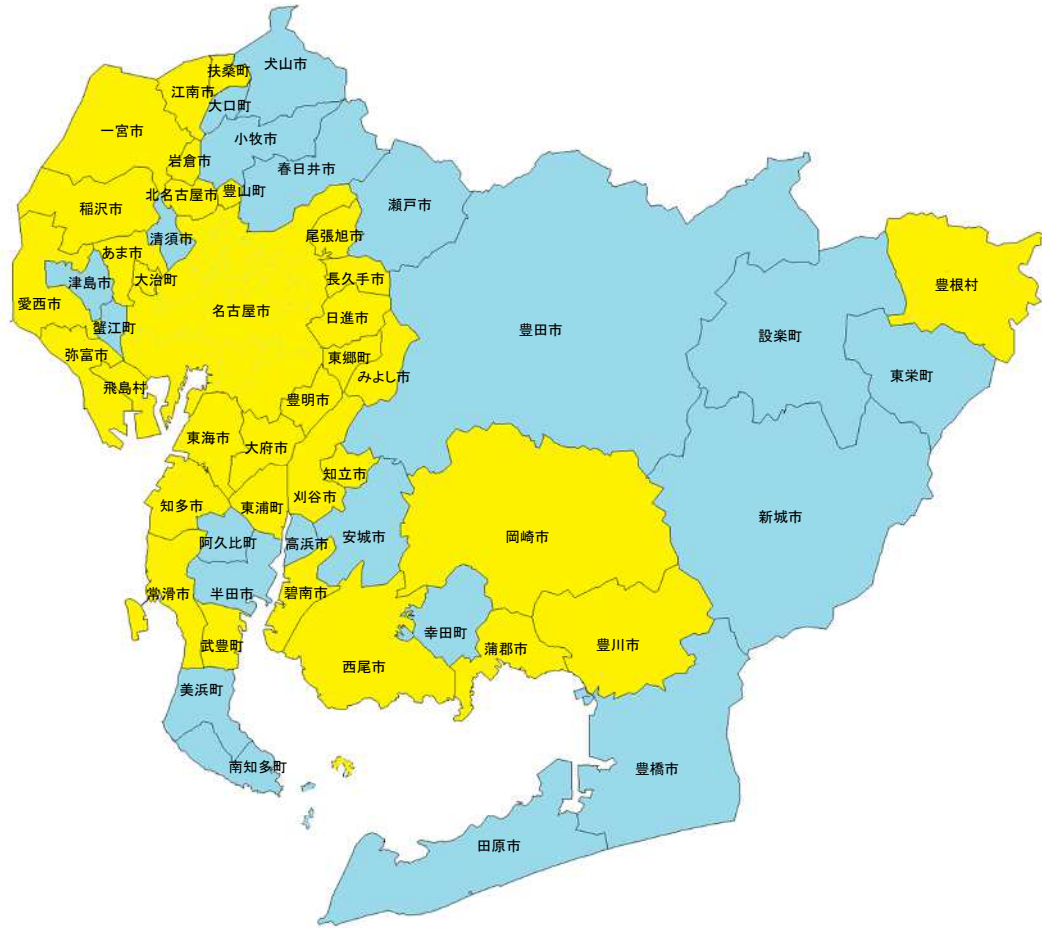 犬山市
扶桑町
江南市
大口町
一宮市
小牧市
岩倉市
春日井市
北名古屋市
豊山町
瀬戸市
稲沢市
清須市
尾張旭市
あま市
津島市
大治町
長久手市
愛西市
名古屋市
豊根村
蟹江町
日進市
豊田市
設楽町
弥富市
東郷町
みよし市
東栄町
飛島村
豊明市
東海市
大府市
知立市
知多市
東浦町
刈谷市
新城市
阿久比町
高浜市
安城市
岡崎市
常滑市
半田市
碧南市
幸田町
武豊町
西尾市
蒲郡市
豊川市
美浜町
南知多町
豊橋市
田原市